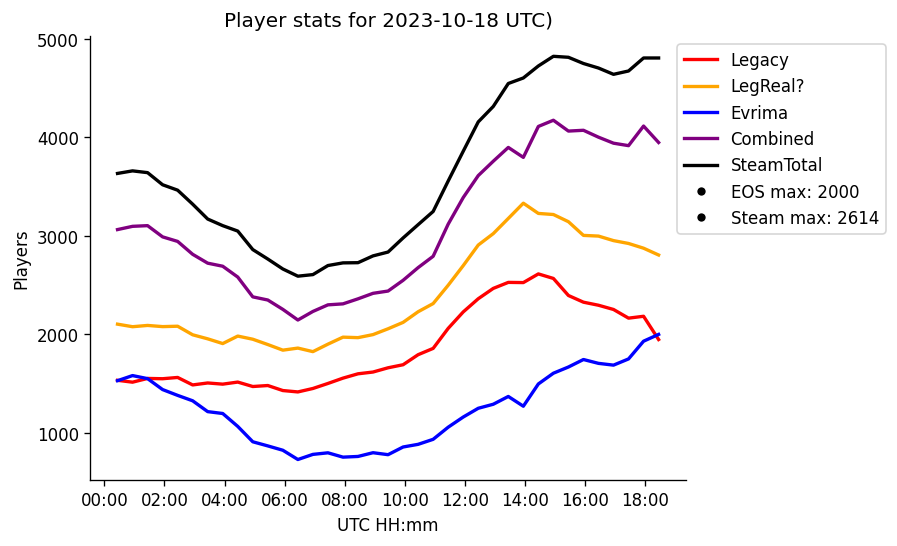 Player stats for 2023-10-18 UTC)
5000
4000
3000
2000
1000
Players
00:00 02:00 04:00 06:00 08:00 10:00 12:00 14:00 16:00 18:00
UTC HH:mm
Legacy
LegReal?
Evrima
Combined
SteamTotal
EOS max: 2000
Steam max: 2614